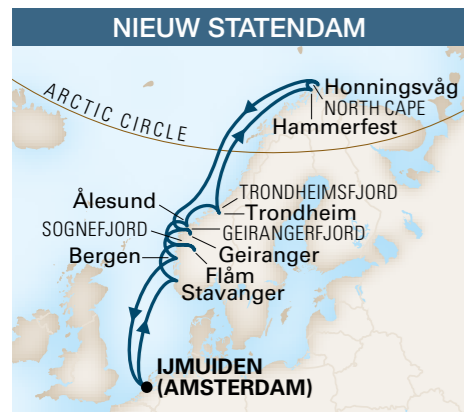 NIEUW STATENDAM
ARCTIC CIRCLE
Honningsvåg
NORTH CAPE
Hammerfest
Ålesund
TRONDHEIMSFJORD
Trondheim
SOGNEFJORD
GEIRANGERFJORD
Bergen
Geiranger
Flåm
Stavanger
IJMUIDEN
(AMSTERDAM)